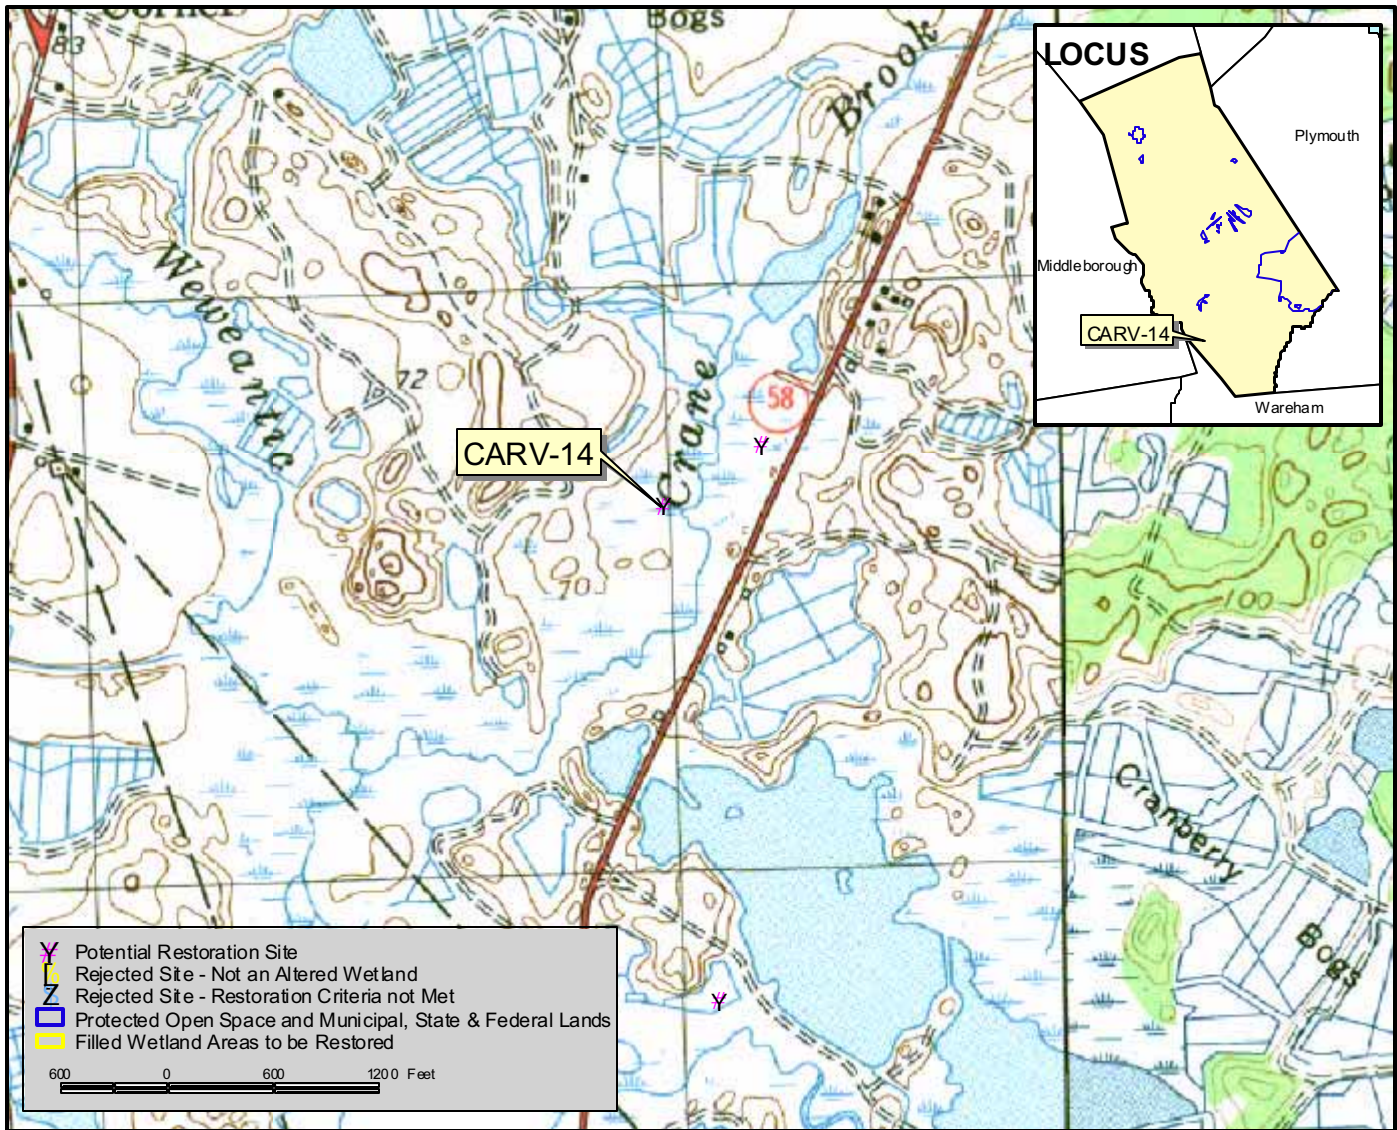 Corner
Bogs
83
Brook
LOCUS
Plymouth
Middleborough
CARV-14
Wareham
Weweantic
72
Crane
58
CARV-14
70
100
Cranberry
Bogs
Y Potential Restoration Site
Rejected Site - Not an Altered Wetland
Z Rejected Site - Restoration Criteria not Met
Protected Open Space and Municipal, State & Federal Lands
Filled Wetland Areas to be Restored
600 0 600 1200 Feet